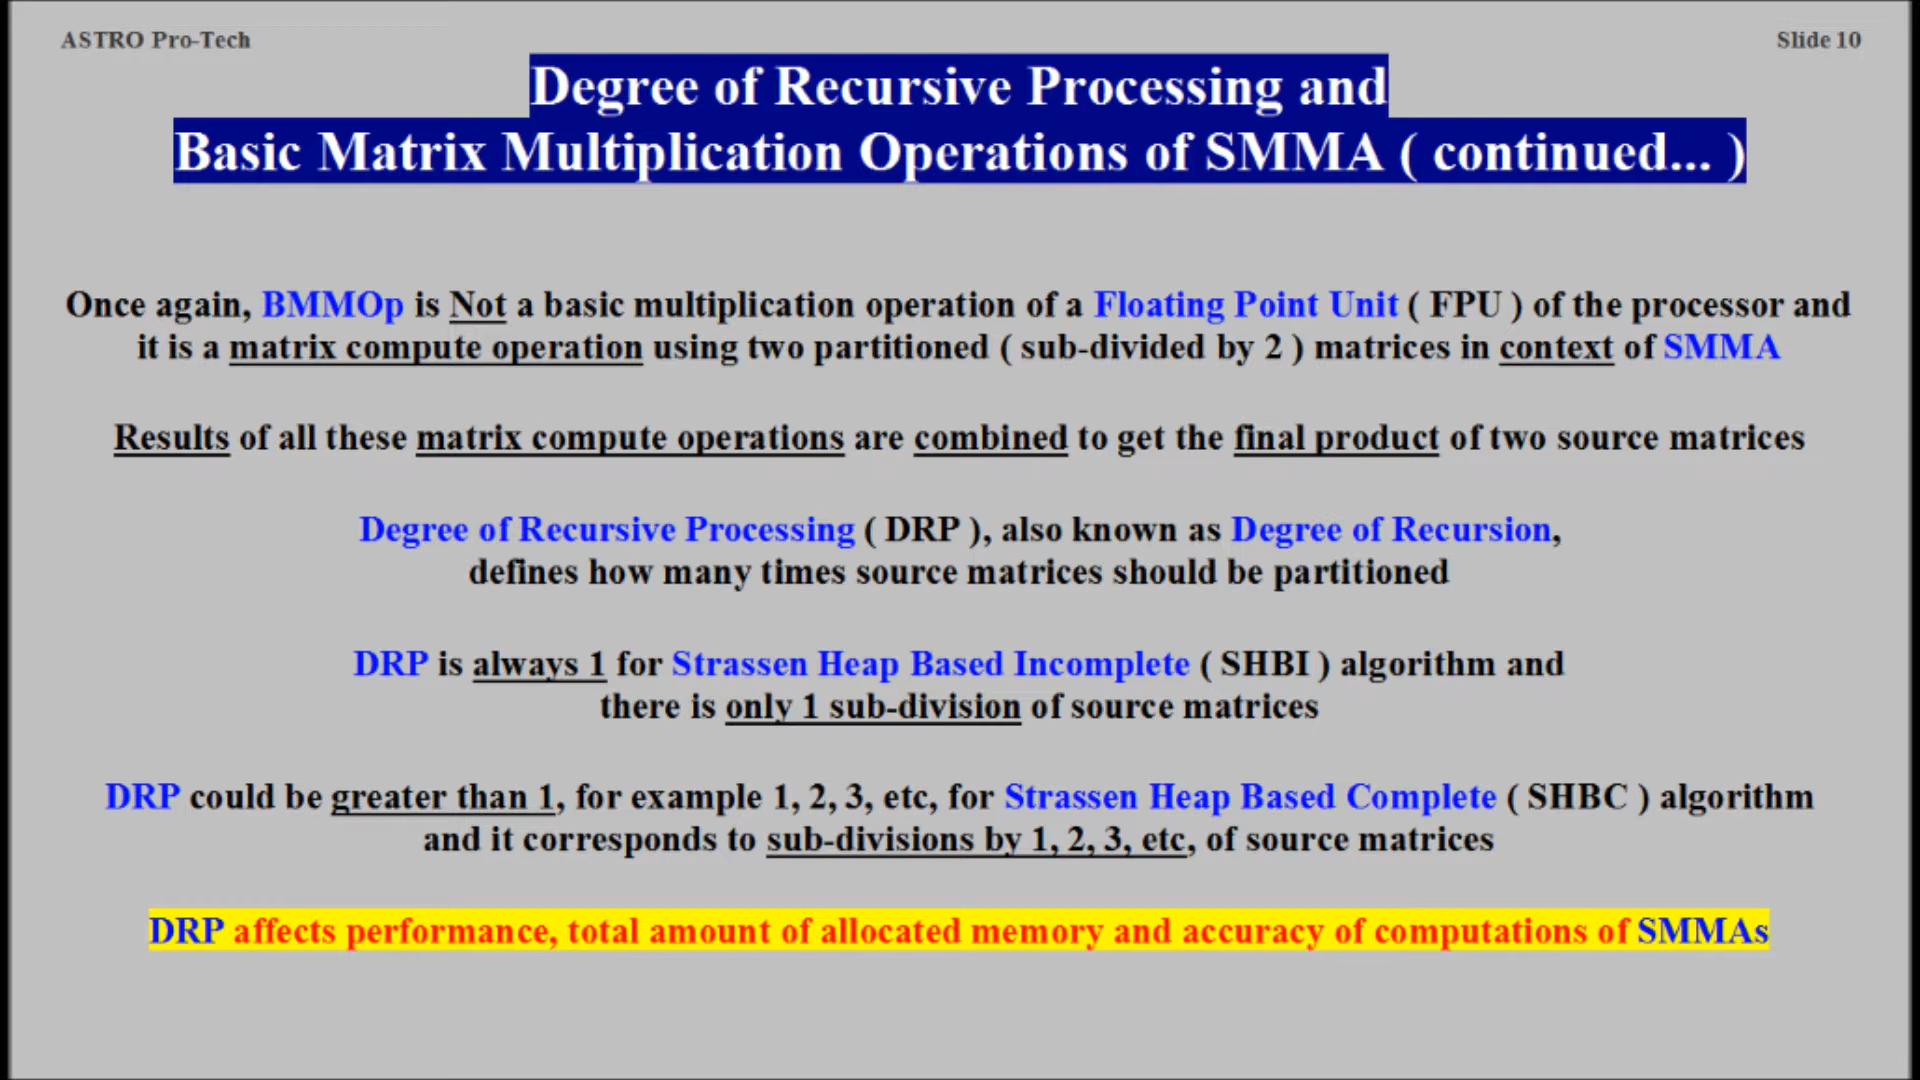 ASTRO Pro-Tech
Slide 10
Degree of Recursive Processing and
Basic Matrix Multiplication Operations of SMMA ( continued... )
Once again, BMMOp is Not a basic multiplication operation of a Floating Point Unit ( FPU ) of the processor and
it is a matrix compute operation using two partitioned ( sub-divided by 2 ) matrices in context of SMMA
Results of all these matrix compute operations are combined to get the final product of two source matrices
Degree of Recursive Processing ( DRP ), also known as Degree of Recursion,
defines how many times source matrices should be partitioned
DRP is always 1 for Strassen Heap Based Incomplete ( SHBI ) algorithm and
there is only 1 sub-division of source matrices
DRP could be greater than 1, for example 1, 2, 3, etc, for Strassen Heap Based Complete ( SHBC ) algorithm
and it corresponds to sub-divisions by 1, 2, 3, etc, of source matrices
DRP affects performance, total amount of allocated memory and accuracy of computations of SMMAs